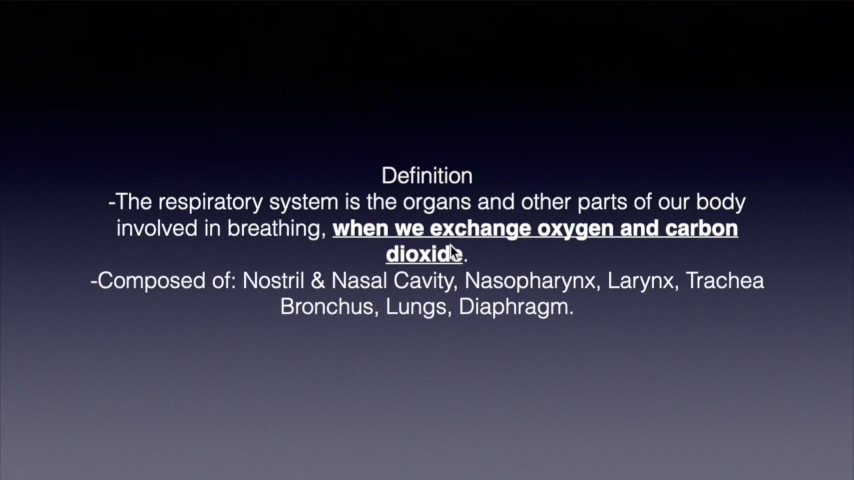 Definition
-The respiratory system is the organs and other parts of our body
involved in breathing, when we exchange oxygen and carbon
dioxide.
-Composed of: Nostril & Nasal Cavity, Nasopharynx, Larynx, Trachea
Bronchus, Lungs, Diaphragm.